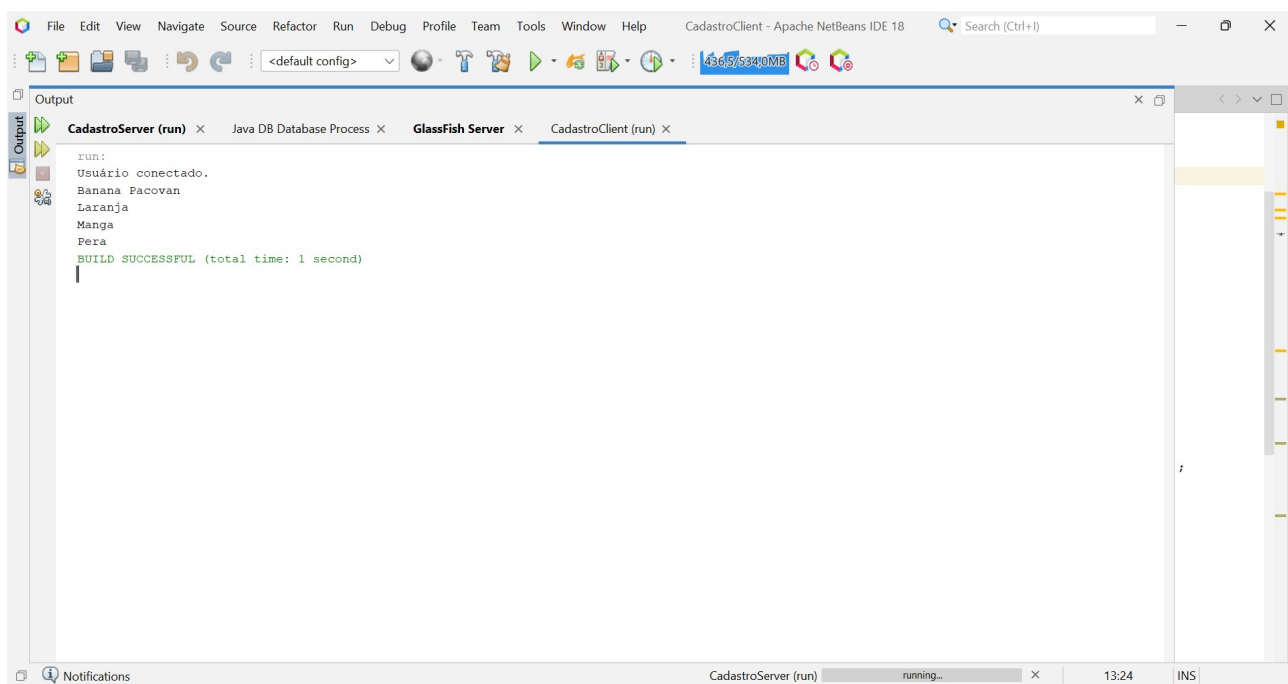 File Edit View Navigate Source Refactor Run Debug Profile Team Tools Window Help CadastroClient - Apache NetBeans IDE 18 Search (Ctrl+I)
<default config> 436,5/534,0MB
Output
Output
CadastroServer (run) Java DB Database Process GlassFish Server CadastroClient (run)
run:
Usuário conectado.
Banana Pacovan
Laranja
Manga
Pera
BUILD SUCCESSFUL (total time: 1 second)
;
Notifications CadastroServer (run) running... 13:24 INS